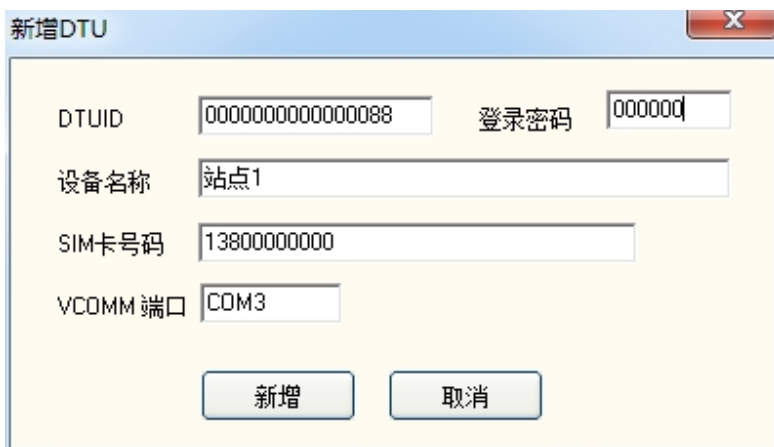 新增DTU
DTUID 0000000000000088 登录密码 000000
设备名称 站点1
SIM卡号码 13800000000
VCOMM 端口 COM3
新增 取消